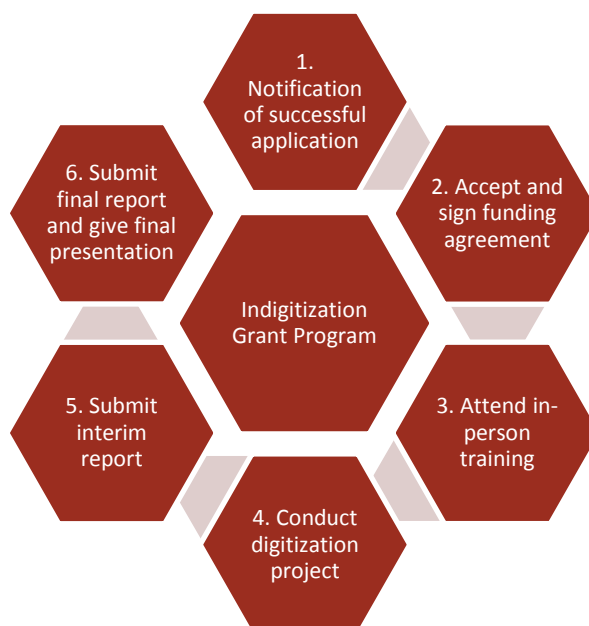 1.
Notification
of successful
application
2. Accept and
sign funding
agreement
3. Attend in-
person
training
4. Conduct
digitization
project
5. Submit
interim
report
6. Submit
final report
and give final
presentation
Indigitization
Grant Program